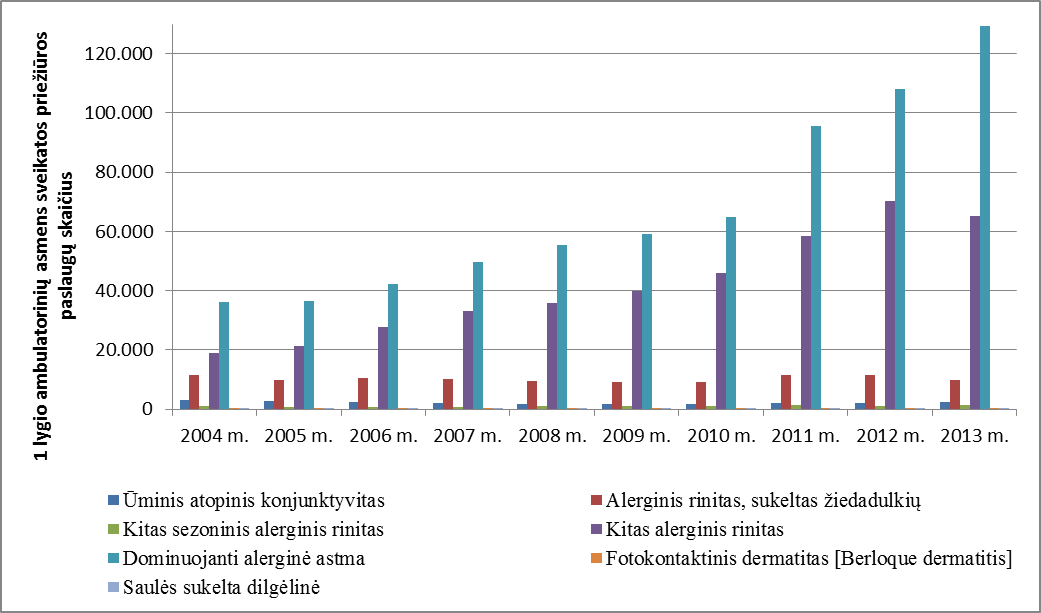 1 lygio ambulatorinių asmens sveikatos priežiūros
paslaugų skaičius
120.000
100.000
80.000
60.000
40.000
20.000
0
2004 m. 2005 m. 2006 m. 2007 m. 2008 m. 2009 m. 2010 m. 2011 m. 2012 m. 2013 m.
Ūminis atopinis konjunktyvitas
Alerginis rinitas, sukeltas žiedadulkių
Kitas sezoninis alerginis rinitas
Kitas alerginis rinitas
Dominuojanti alerginė astma
Fotokontaktinis dermatitas [Berloque dermatitis]
Saulės sukelta dilgėlinė